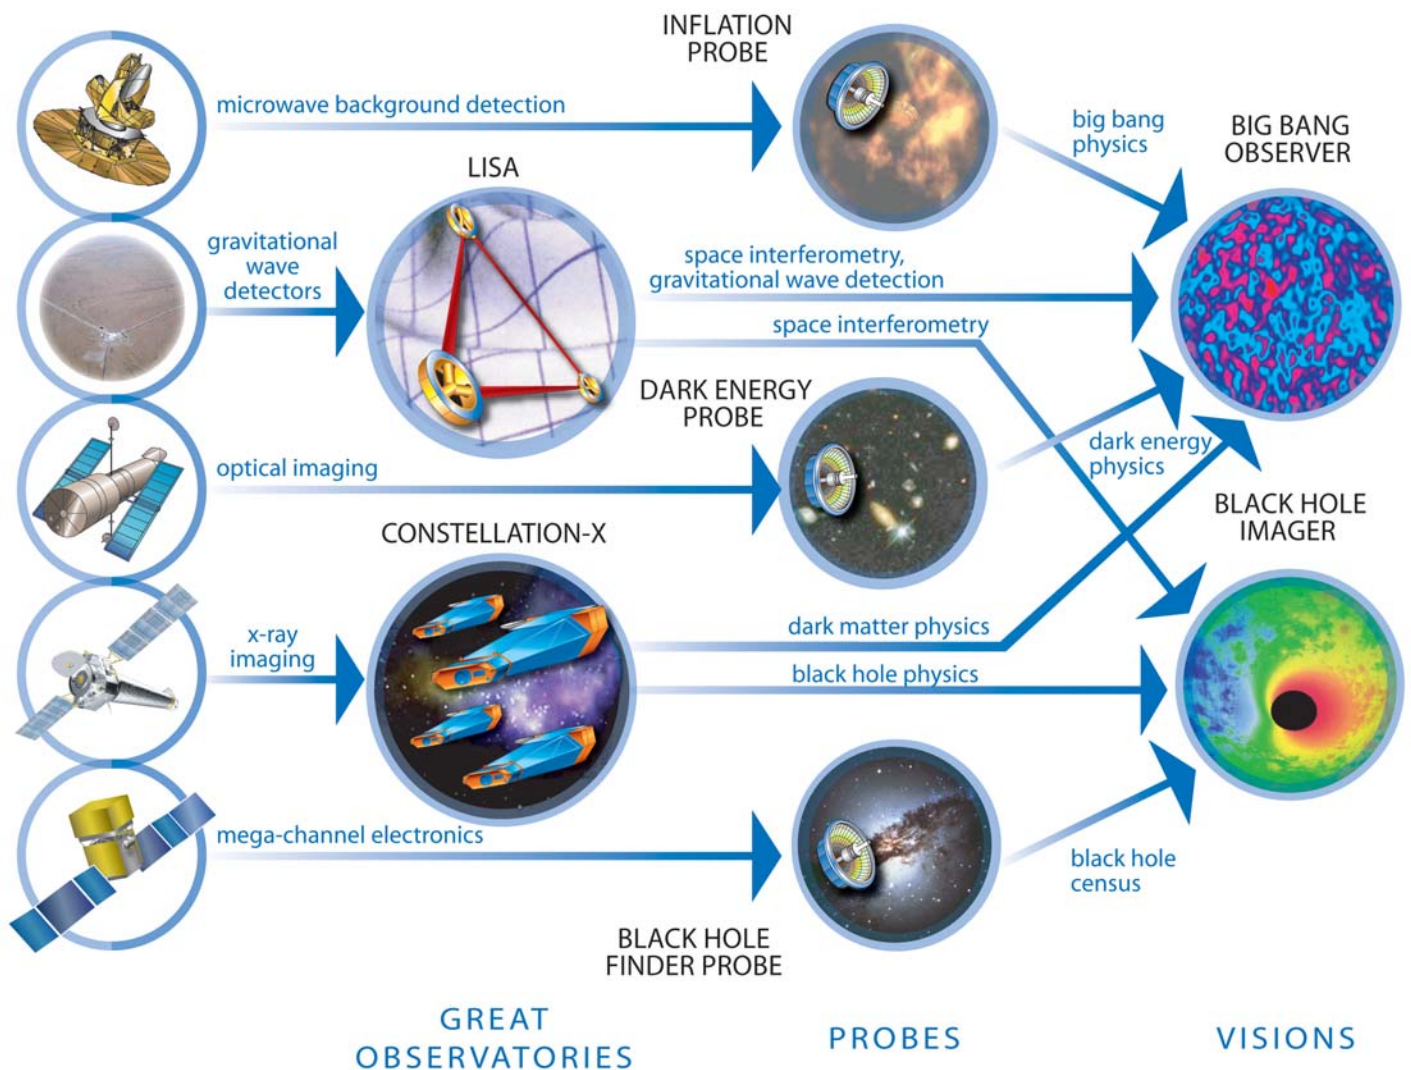 INFLATION
PROBE
microwave background detection
big bang
physics
BIG BANG
OBSERVER
LISA
gravitational
wave
detectors
space interferometry,
gravitational wave detection
space interferometry
DARK ENERGY
PROBE
optical imaging
dark energy
physics
CONSTELLATION-X
BLACK HOLE
IMAGER
x-ray
imaging
dark matter physics
black hole physics
mega-channel electronics
black hole
census
BLACK HOLE
FINDER PROBE
GREAT
OBSERVATORIES
PROBES
VISIONS